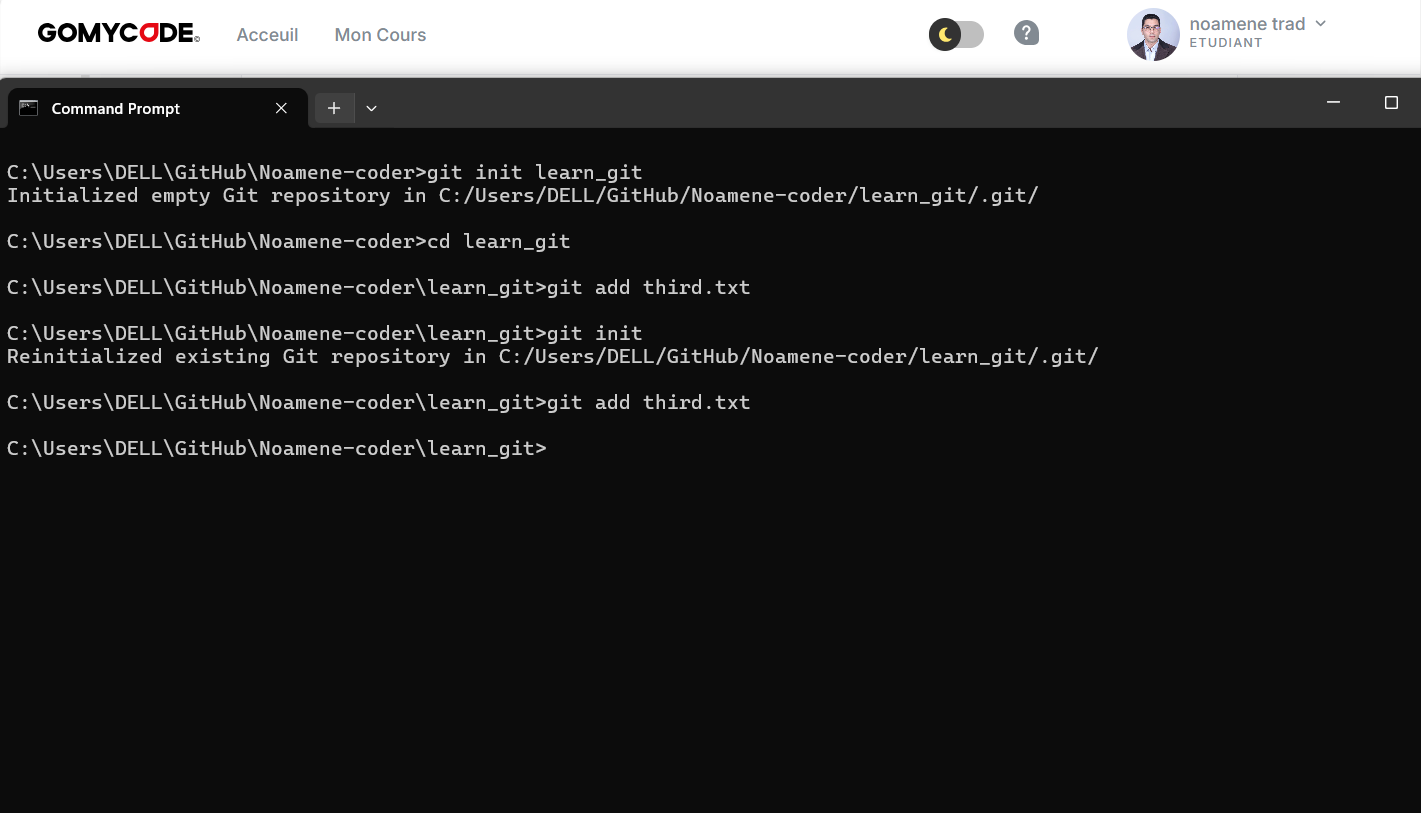 GOMYCODE©
Acceuil
Mon Cours
?
noamene trad
ETUDIANT
Command Prompt
C:\Users\DELL\GitHub\Noamene-coder>git init learn_git
Initialized empty Git repository in C:/Users/DELL/GitHub/Noamene-coder/learn_git/.git/
C:\Users\DELL\GitHub\Noamene-coder>cd learn_git
C:\Users\DELL\GitHub\Noamene-coder\learn_git>git add third.txt
C:\Users\DELL\GitHub\Noamene-coder\learn_git>git init
Reinitialized existing Git repository in C:/Users/DELL/GitHub/Noamene-coder/learn_git/.git/
C:\Users\DELL\GitHub\Noamene-coder\learn_git>git add third.txt
C:\Users\DELL\GitHub\Noamene-coder\learn_git>